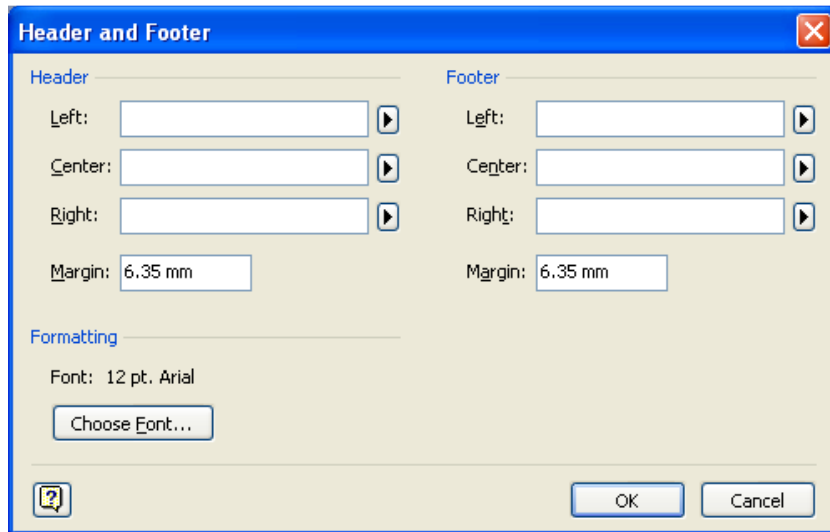 Header and Footer
Header
Left:
Center:
Right:
Margin: 6.35 mm
Footer
Left:
Center:
Right:
Margin: 6.35 mm
Formatting
Font: 12 pt. Arial
Choose Font...
?
OK
Cancel